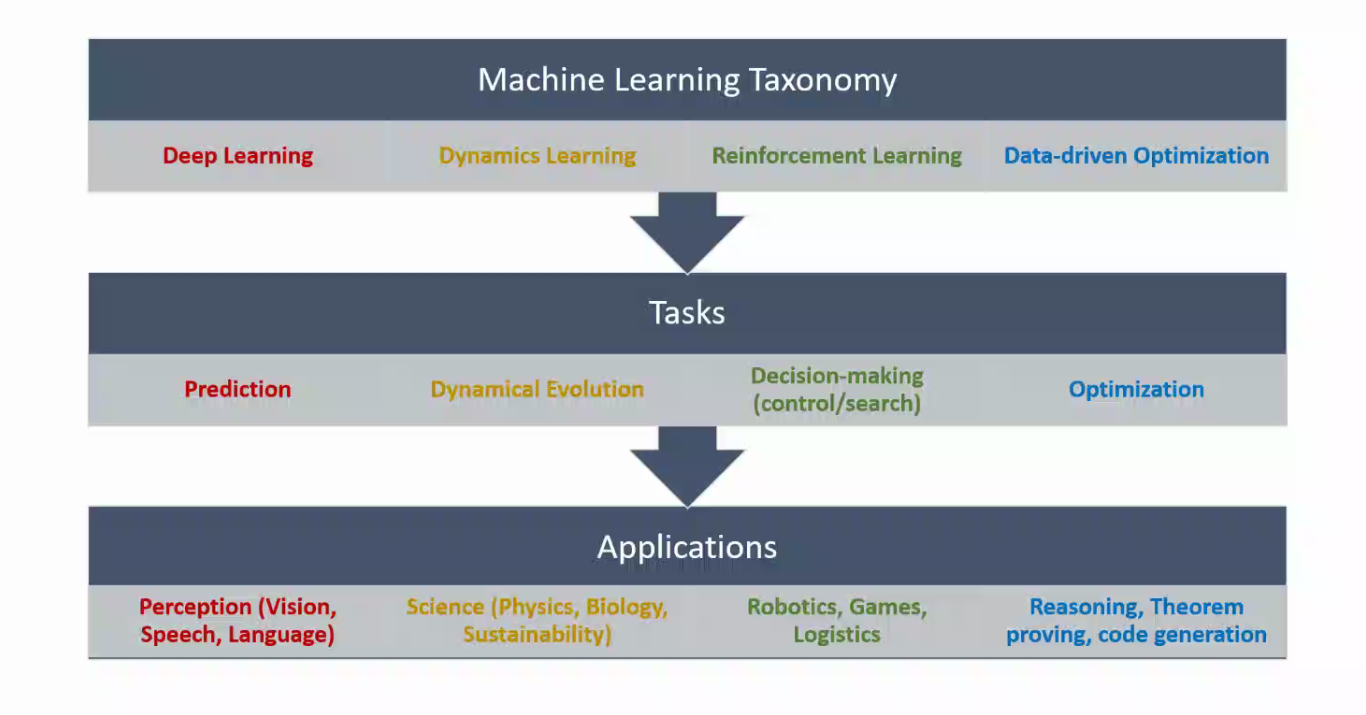 Machine Learning Taxonomy
Deep Learning
Dynamics Learning
Reinforcement Learning
Data-driven Optimization
Tasks
Prediction
Dynamical Evolution
Decision-making
(control/search)
Optimization
Applications
Perception (Vision,
Speech, Language)
Science (Physics, Biology,
Sustainability)
Robotics, Games,
Logistics
Reasoning, Theorem
proving, code generation